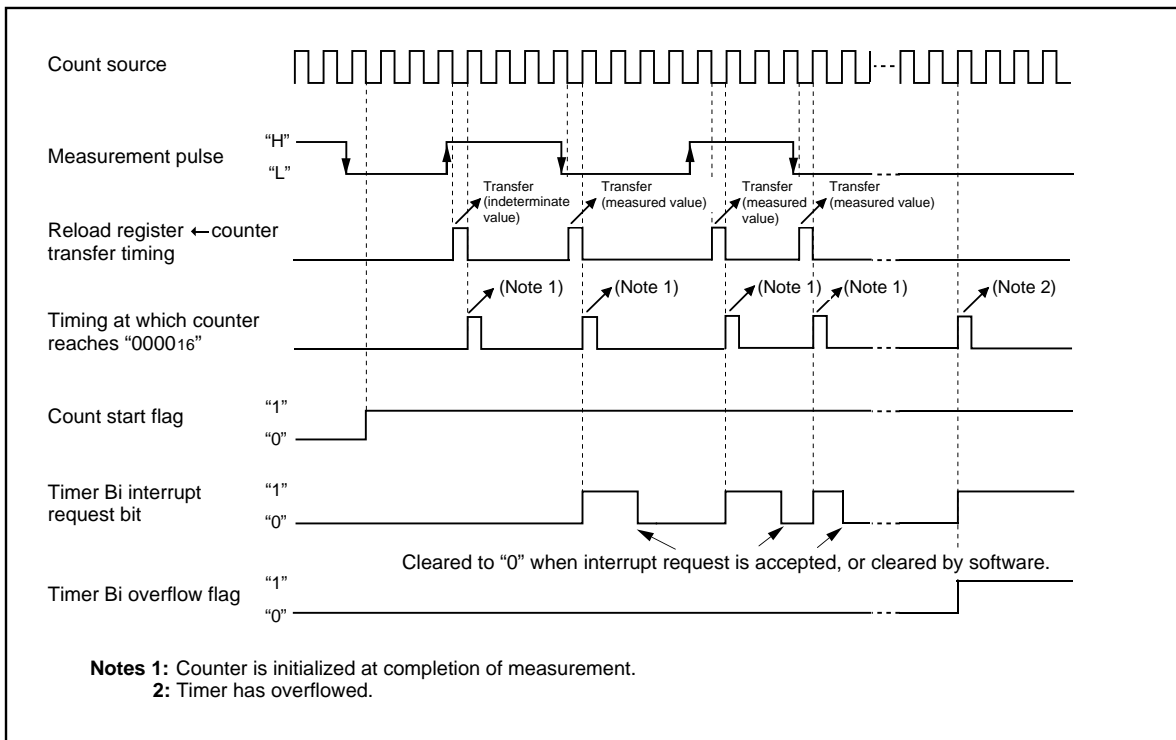 Count source
Measurement pulse
“H”
“L”
Transfer
(indeterminate
value)
Transfer
(measured value)
Transfer
(measured
value)
Transfer
(measured value)
Reload register ←counter
transfer timing
(Note 1)
(Note 1)
(Note 1)
(Note 1)
(Note 2)
Timing at which counter
reaches “000016”
Count start flag
“1”
“0”
Timer Bi interrupt
request bit
“1”
“0”
Cleared to “0” when interrupt request is accepted, or cleared by software.
Timer Bi overflow flag
“1”
“0”
Notes 1: Counter is initialized at completion of measurement.
2: Timer has overflowed.